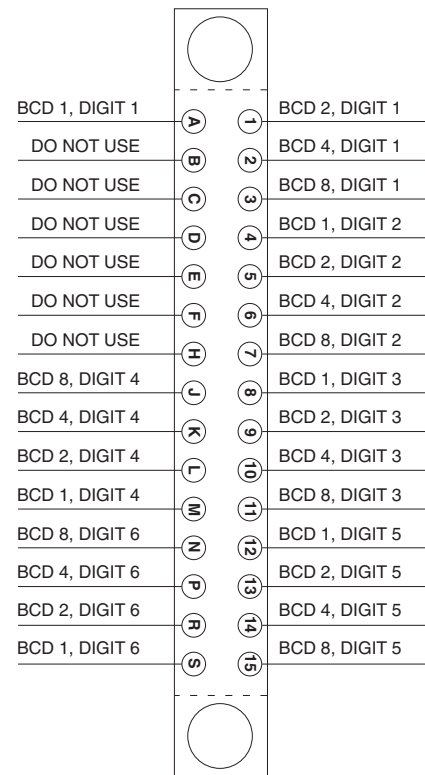 BCD 1, DIGIT 1 A 1 BCD 2, DIGIT 1
DO NOT USE B 2 BCD 4, DIGIT 1
DO NOT USE C 3 BCD 8, DIGIT 1
DO NOT USE D 4 BCD 1, DIGIT 2
DO NOT USE E 5 BCD 2, DIGIT 2
DO NOT USE F 6 BCD 4, DIGIT 2
DO NOT USE H 7 BCD 8, DIGIT 2
BCD 8, DIGIT 4 J 8 BCD 1, DIGIT 3
BCD 4, DIGIT 4 K 9 BCD 2, DIGIT 3
BCD 2, DIGIT 4 L 10 BCD 4, DIGIT 3
BCD 1, DIGIT 4 M 11 BCD 8, DIGIT 3
BCD 8, DIGIT 6 N 12 BCD 1, DIGIT 5
BCD 4, DIGIT 6 P 13 BCD 2, DIGIT 5
BCD 2, DIGIT 6 R 14 BCD 4, DIGIT 5
BCD 1, DIGIT 6 S 15 BCD 8, DIGIT 5